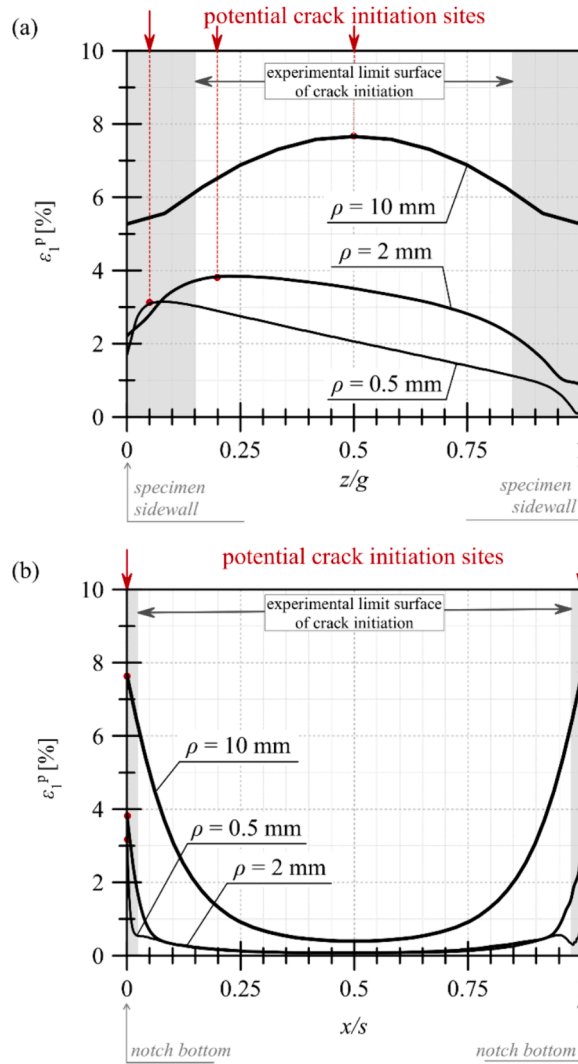 (a)
potential crack initiation sites
10
experimental limit surface
of crack initiation
8
6
ρ = 10 mm
ε₁ᵖ [%]
4
ρ = 2 mm
2
ρ = 0.5 mm
0
0 0.25 0.5 0.75
z/g
specimen
sidewall
specimen
sidewall
(b)
potential crack initiation sites
10
experimental limit surface
of crack initiation
8
6
ρ = 10 mm
ε₁ᵖ [%]
4
ρ = 0.5 mm
ρ = 2 mm
2
0
0 0.25 0.5 0.75
x/s
notch bottom
notch bottom